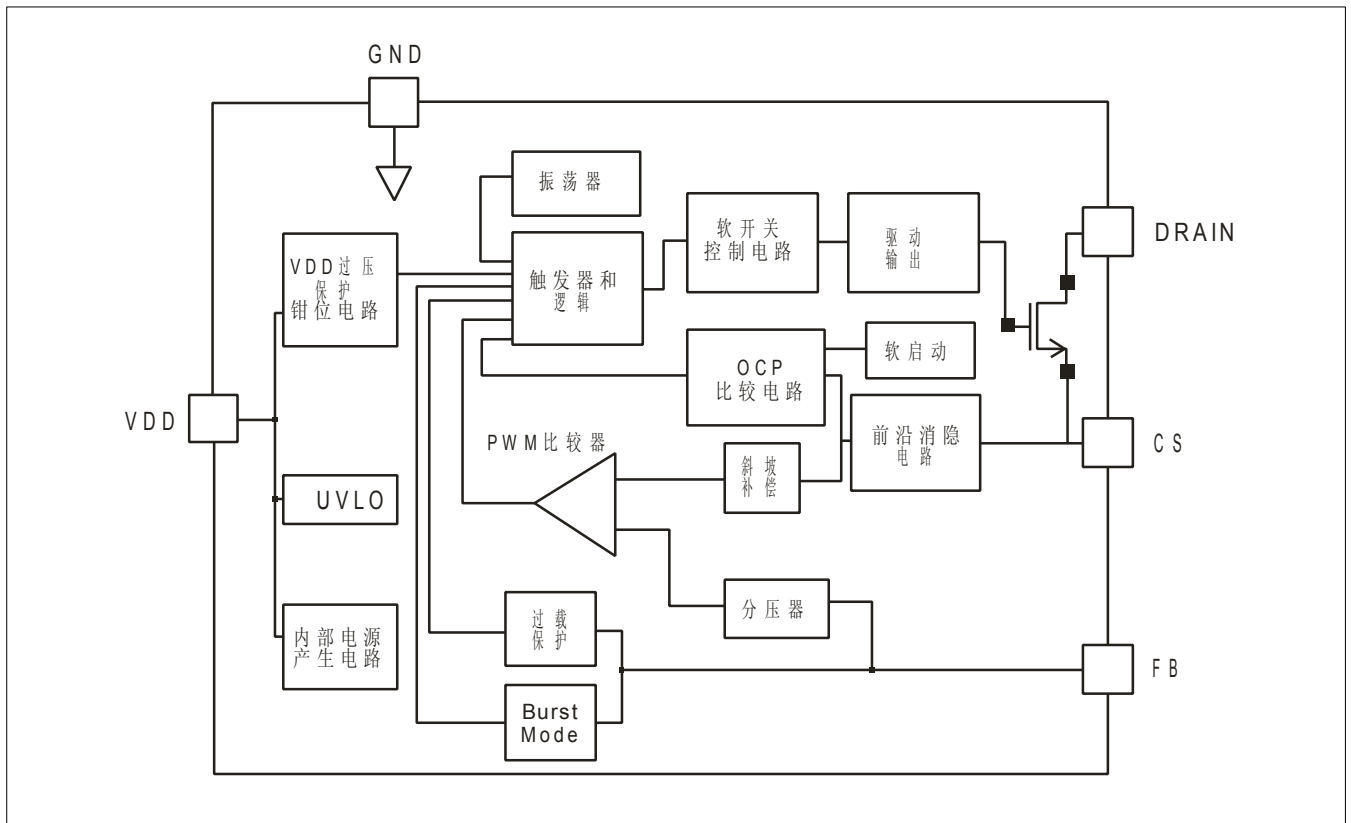 GND
振荡器
DRAIN
软开关
控制电路
驱动
输出
VDD过压
保护
钳位电路
触发器和
逻辑
软启动
OCP
比较电路
VDD
PWM比较器
前沿消隐
电路
CS
斜坡
补偿
UVLO
分压器
过载
保护
内部电源
产生电路
FB
Burst
Mode